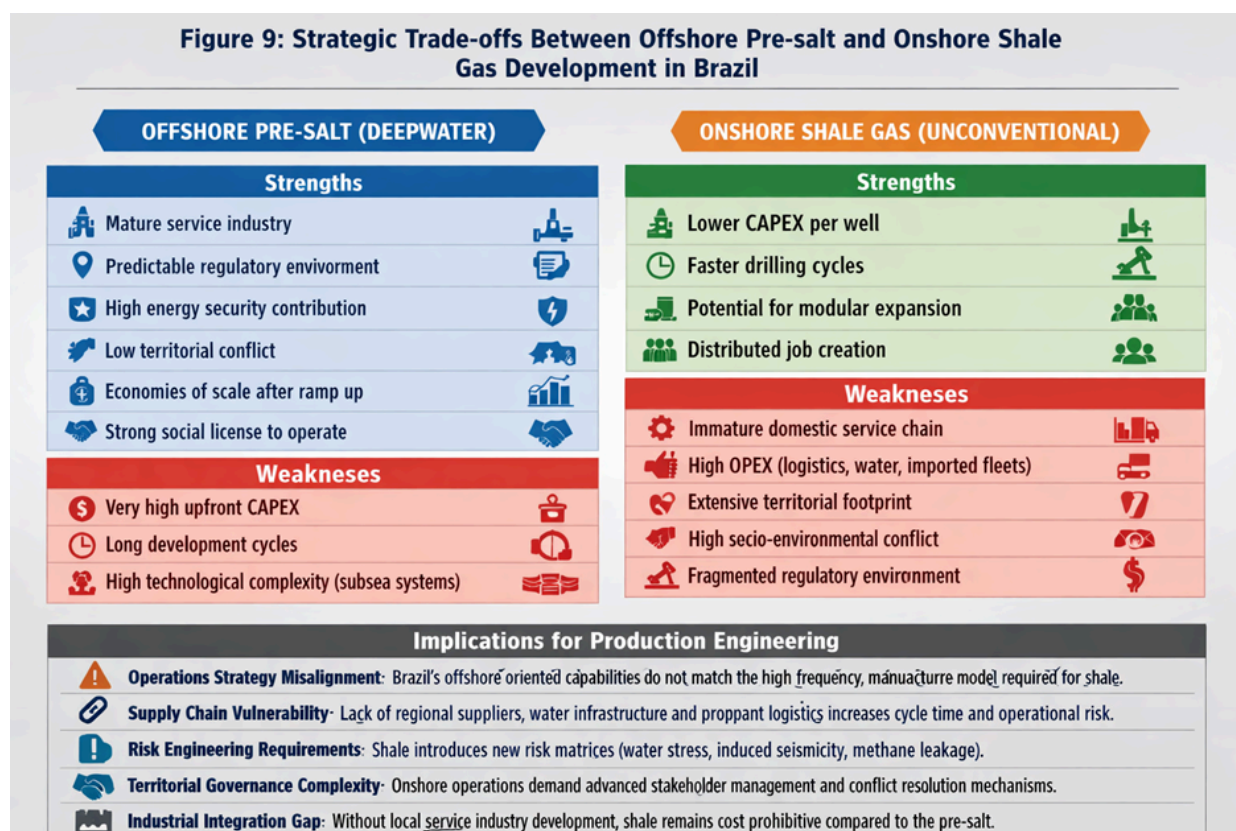 Figure 9: Strategic Trade-offs Between Offshore Pre-salt and Onshore Shale
Gas Development in Brazil
OFFSHORE PRE-SALT (DEEPWATER)
Strengths
Mature service industry
Predictable regulatory envivorment
High energy security contribution
Low territorial conflict
Economies of scale after ramp up
Strong social license to operate
Weakneses
Very high upfront CAPEX
Long development cycles
High technological complexity (subsea systems)
ONSHORE SHALE GAS (UNCONVENTIONAL)
Strengths
Lower CAPEX per well
Faster drilling cycles
Potential for modular expansion
Distributed job creation
Weakneses
Immature domestic service chain
High OPEX (logistics, water, imported fleets)
Extensive territorial footprint
High socio-environmental conflict
Fragmented regulatory environment
Implications for Production Engineering
Operations Strategy Misalignment: Brazil's offshore oriented capabilities do not match the high frequency, manuacturre model required for shale.
Supply Chain Vulnerability- Lack of regional suppliers, water infrastructure and proppant logistics increases cycle time and operational risk.
Risk Engineering Requirements: Shale introduces new risk matrices (water stress, induced seismicity, methane leakage).
Territorial Governance Complexity- Onshore operations demand advanced stakeholder management and conflict resolution mechanisms.
Industrial Integration Gap: Without local service industry development, shale remains cost prohibitive compared to the pre-salt.